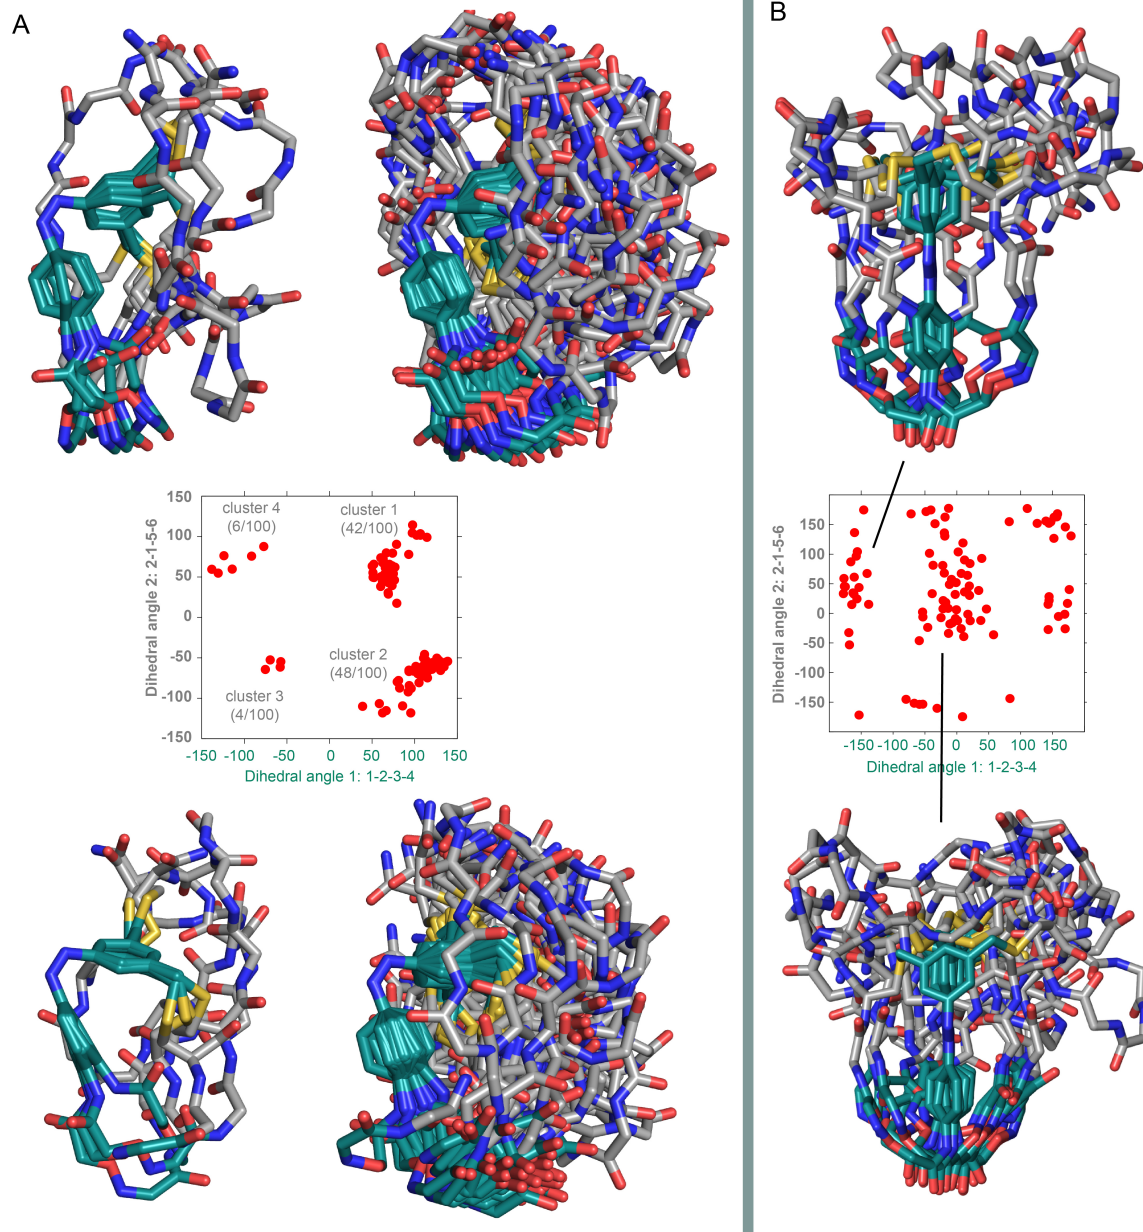 A
B
150
100
50
0
-50
-100
-150
Dihedral angle 2: 2-1-5-6
cluster 4
(6/100)
cluster 1
(42/100)
cluster 2
(48/100)
cluster 3
(4/100)
-150 -100 -50 0 50 100 150
Dihedral angle 1: 1-2-3-4
150
100
50
0
-50
-100
-150
Dihedral angle 2: 2-1-5-6
-150 -100 -50 0 50 100 150
Dihedral angle 1: 1-2-3-4